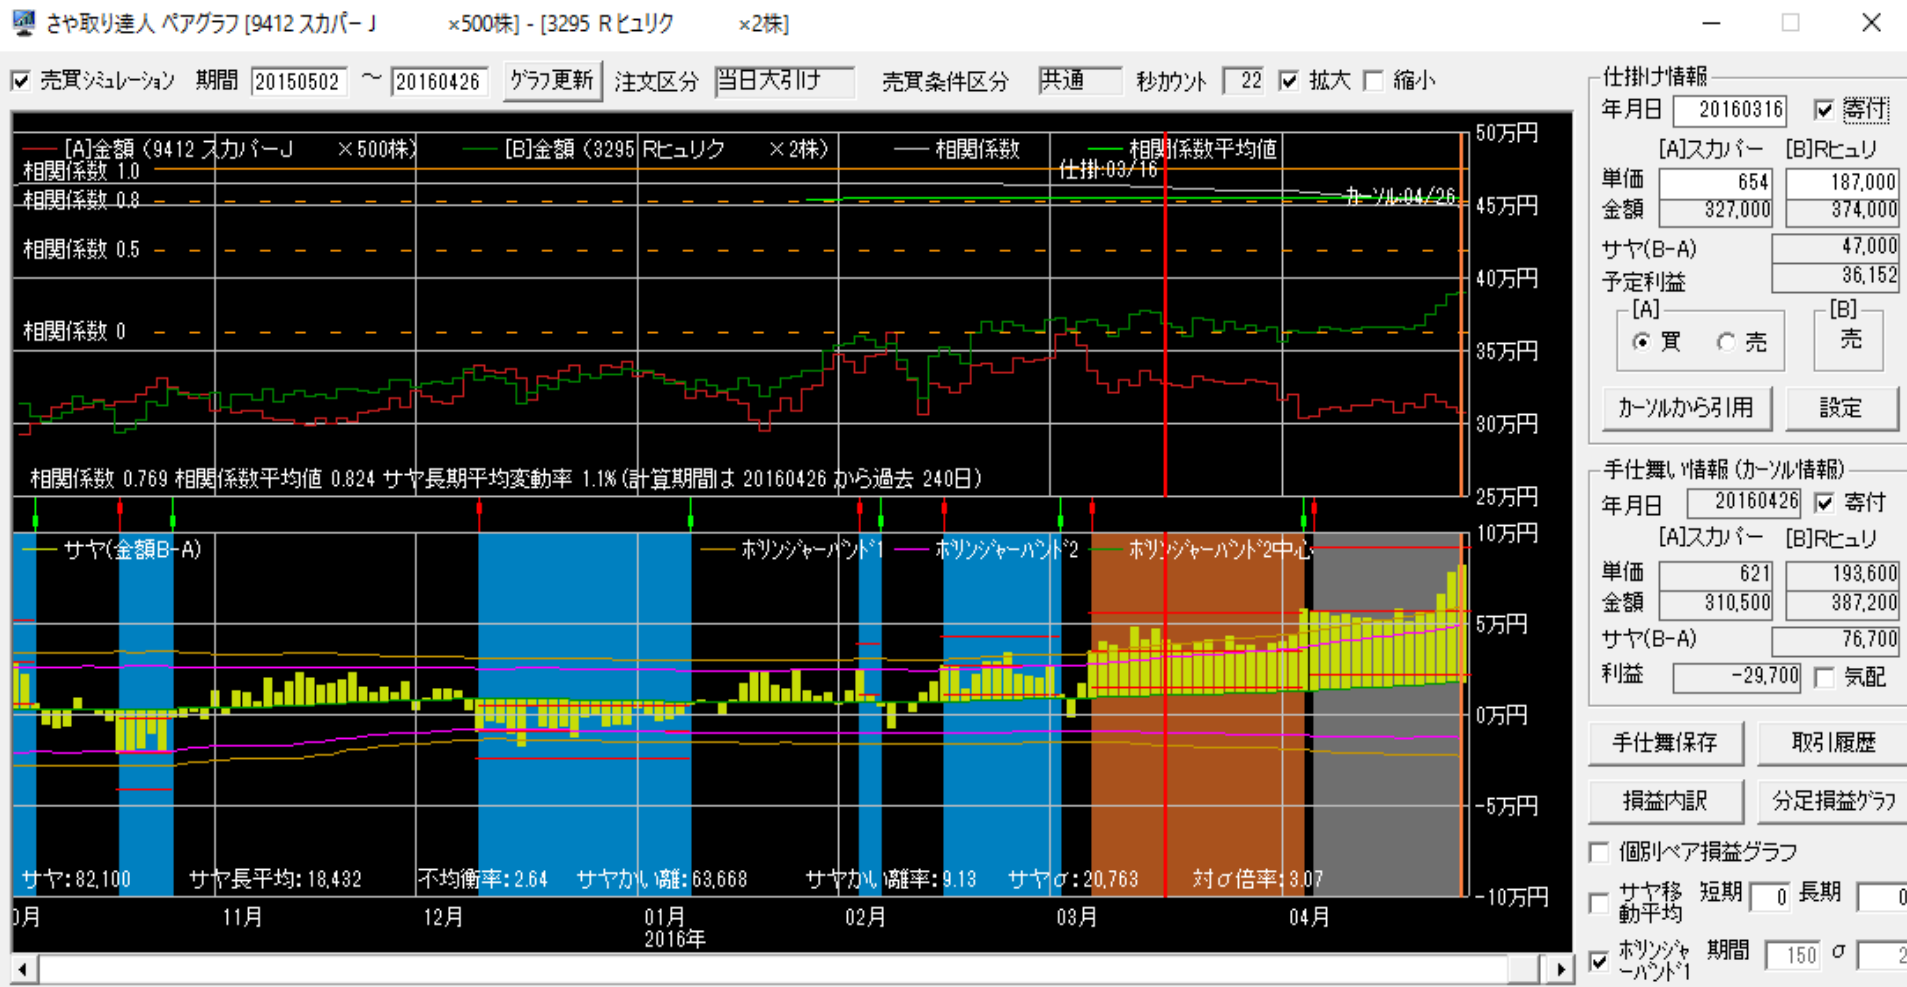 さや取り達人 ペアグラフ [9412 スカパーJ ×500株] - [3295 Rヒュリク ×2株]
売買シミュレーション 期間 20150502 ～ 20160426 グラフ更新 注文区分 当日大引け 売買条件区分 共通 秒カウント 22 拡大 縮小
[A]金額 (9412 スカパーJ ×500株) [B]金額 (3295 Rヒュリク ×2株) 相関係数 相関係数平均値
相関係数 1.0
仕掛:03/16
相関係数 0.8
カーソル:04/26
相関係数 0.5
相関係数 0
50万円
45万円
40万円
35万円
30万円
25万円
相関係数 0.769 相関係数平均値 0.824 サヤ長期平均変動率 1.1% (計算期間は 20160426 から過去 240日)
サヤ(金額B-A) ボリンジャーバンド1 ボリンジャーバンド2 ボリンジャーバンド2中心
10万円
5万円
0万円
-5万円
-10万円
サヤ:82,100 サヤ長平均:18,432 不均衡率:2.64 サヤかい離:63,668 サヤかい離率:9.13 サヤσ:20,763 対σ倍率:3.07
0月 11月 12月 01月 02月 03月 04月
2016年
仕掛け情報
年月日 20160316 寄付
[A]スカパー [B]Rヒュリ
単価 654 187,000
金額 327,000 374,000
サヤ(B-A) 47,000
予定利益 36,152
[A] [B]
買 売 売
カーソルから引用 設定
手仕舞い情報 (カーソル情報)
年月日 20160426 寄付
[A]スカパー [B]Rヒュリ
単価 621 193,600
金額 310,500 387,200
サヤ(B-A) 76,700
利益 -29,700 気配
手仕舞保存 取引履歴
損益内訳 分足損益グラフ
個別ペア損益グラフ
サヤ移動平均 短期 0 長期 0
ボリンジャーバンド1 期間 150 σ 2